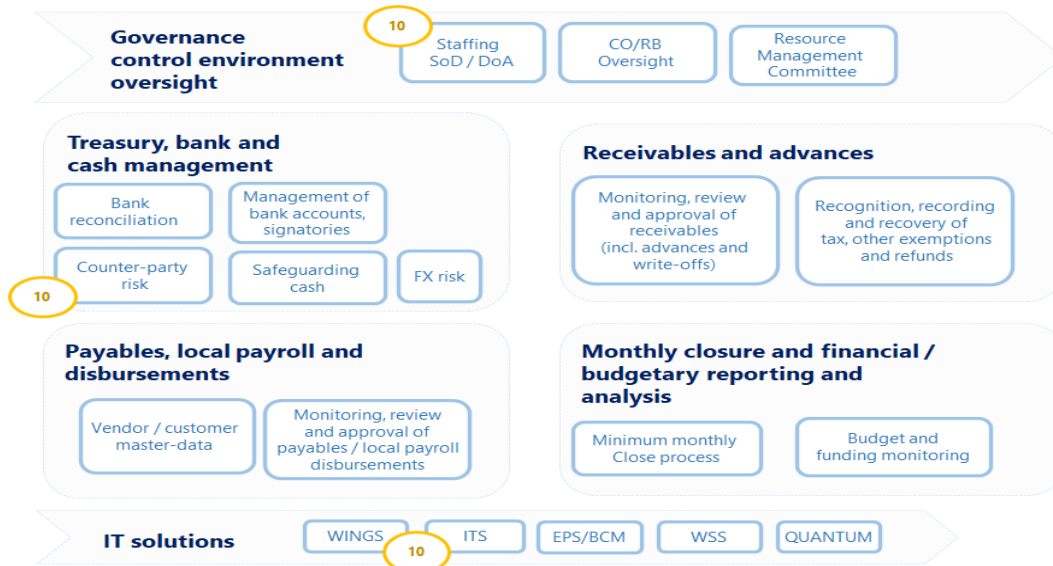 Governance
control environment
oversight
10
Staffing
SoD / DoA
CO/RB
Oversight
Resource
Management
Committee
Treasury, bank and
cash management
Bank
reconciliation
Management of
bank accounts,
signatories
Counter-party
risk
Safeguarding
cash
FX risk
10
Receivables and advances
Monitoring, review
and approval of
receivables
(incl. advances and
write-offs)
Recognition, recording
and recovery of
tax, other exemptions
and refunds
Payables, local payroll and
disbursements
Vendor / customer
master-data
Monitoring, review
and approval of
payables / local payroll
disbursements
Monthly closure and financial /
budgetary reporting and
analysis
Minimum monthly
Close process
Budget and
funding monitoring
IT solutions
WINGS
10
ITS
EPS/BCM
WSS
QUANTUM